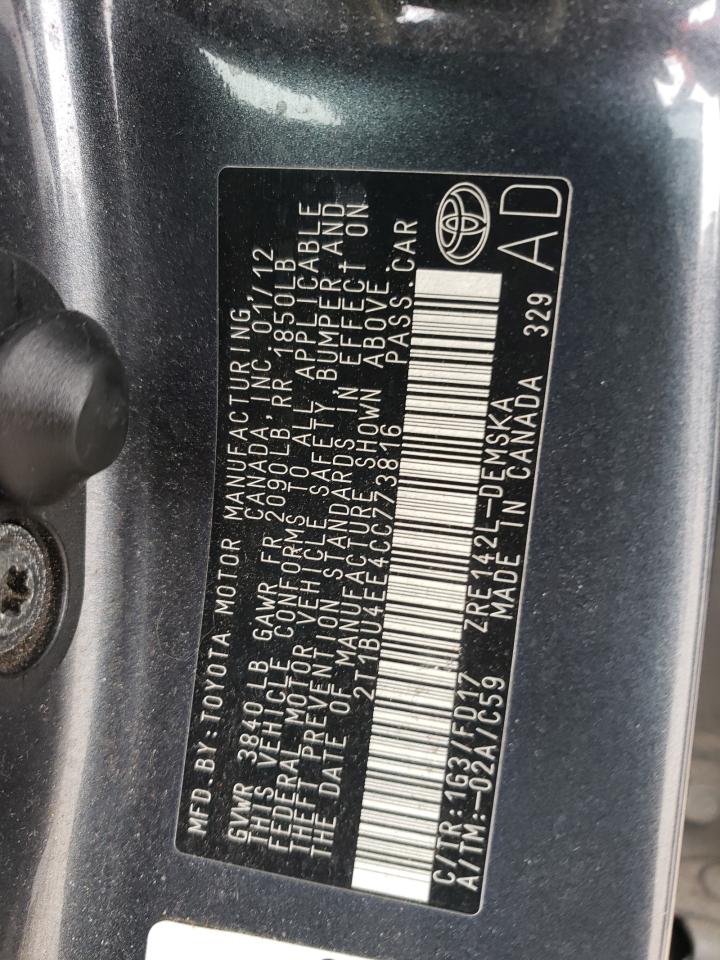 MFD.BY:TOYOTA MOTOR MANUFACTURING
CANADA, INC. 01/12
GVWR 3840 LB GAWR FR 2090LB,RR 1850LB
THIS VEHICLE CONFORMS TO ALL APPLICABLE
FEDERAL MOTOR VEHICLE SAFETY, BUMPER AND
THEFT PREVENTION STANDARDS IN EFFECT ON
THE DATE OF MANUFACTURE SHOWN ABOVE.
2T1BU4EE4CC773816 PASS.CAR
C/TR:1G3/FD17 ZRE142L-DEMSKA
A/TM:-02A/C59 MADE IN CANADA 329
AD